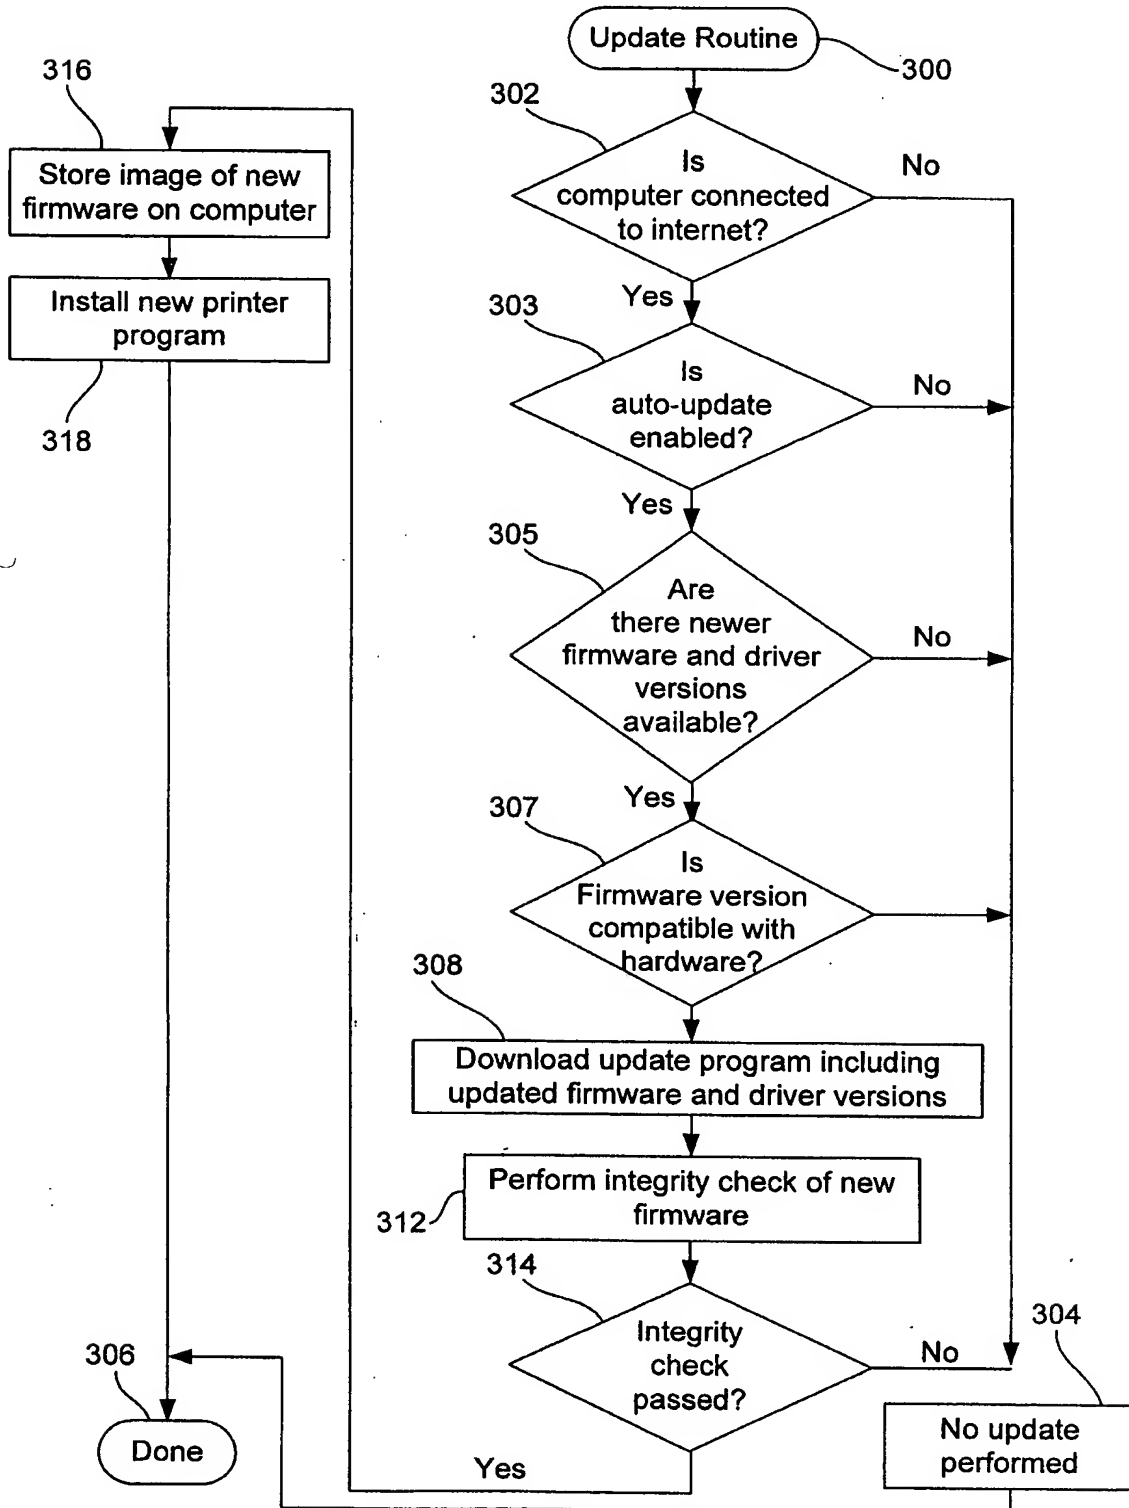 Update Routine
300
316
302
Store image of new
firmware on computer
Is
computer connected
to internet?
No
Yes
Install new printer
program
318
303
Is
auto-update
enabled?
No
Yes
305
Are
there newer
firmware and driver
versions
available?
No
Yes
307
Is
Firmware version
compatible with
hardware?
308
Download update program including
updated firmware and driver versions
Perform integrity check of new
firmware
312
314
Integrity
check
passed?
No
Yes
304
No update
performed
306
Done